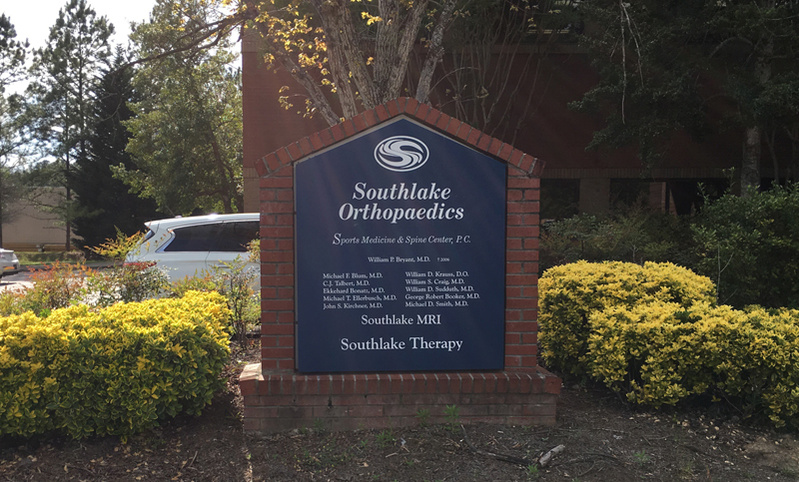 Southlake
Orthopaedics
Sports Medicine & Spine Center, P.C.
William P. Bryant, M.D.
Michael F. Blum, M.D. William D. Krauss, D.O.
C.J. Talbert, M.D. William S. Craig, M.D.
Ekkehard Bonatz, M.D. William D. Sudduth, M.D.
Michael T. Ellerbusch, M.D. George Robert Booker, M.D.
John S. Kirchner, M.D. Michael D. Smith, M.D.
Southlake MRI
Southlake Therapy